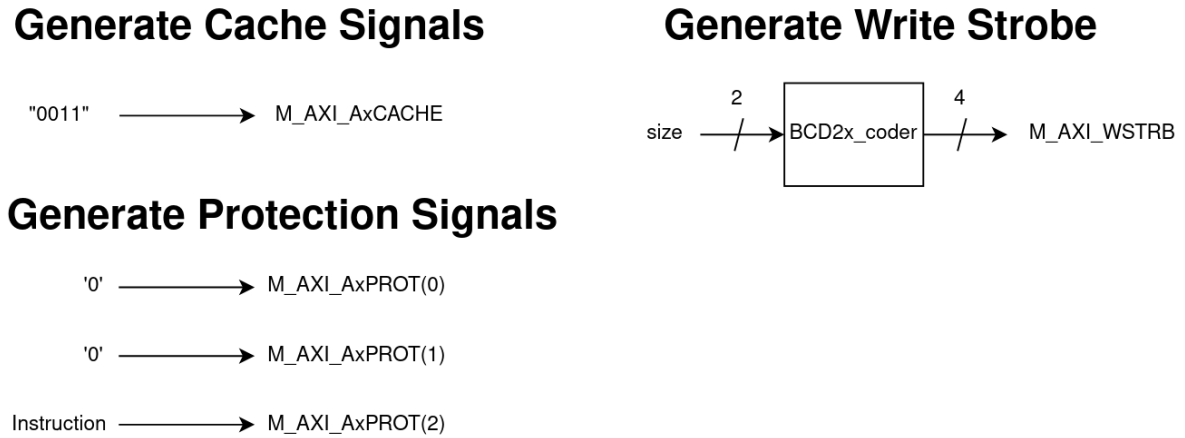 Generate Cache Signals
"0011"
M_AXI_AxCACHE
Generate Protection Signals
'0'
M_AXI_AxPROT(0)
'0'
M_AXI_AxPROT(1)
Instruction
M_AXI_AxPROT(2)
Generate Write Strobe
size
2
BCD2x_coder
4
M_AXI_WSTRB